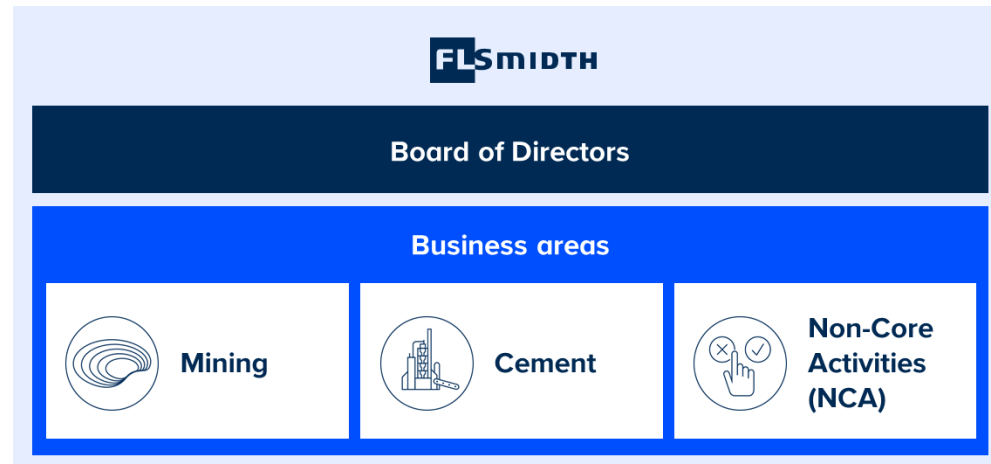 FLSMIDTH
Board of Directors
Business areas
Mining
Cement
Non-Core
Activities
(NCA)